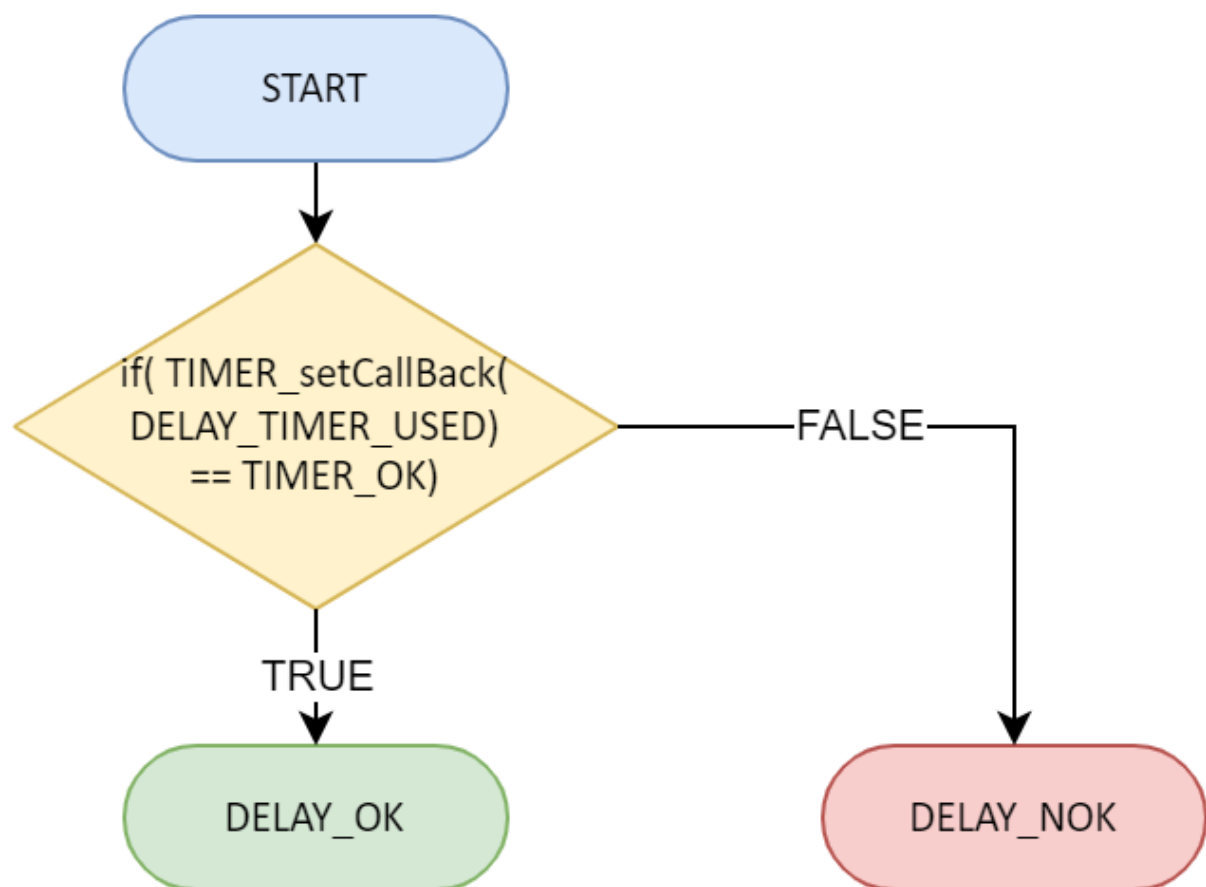 START
if( TIMER_setCallBack(
DELAY_TIMER_USED)
== TIMER_OK)
FALSE
TRUE
DELAY_OK
DELAY_NOK